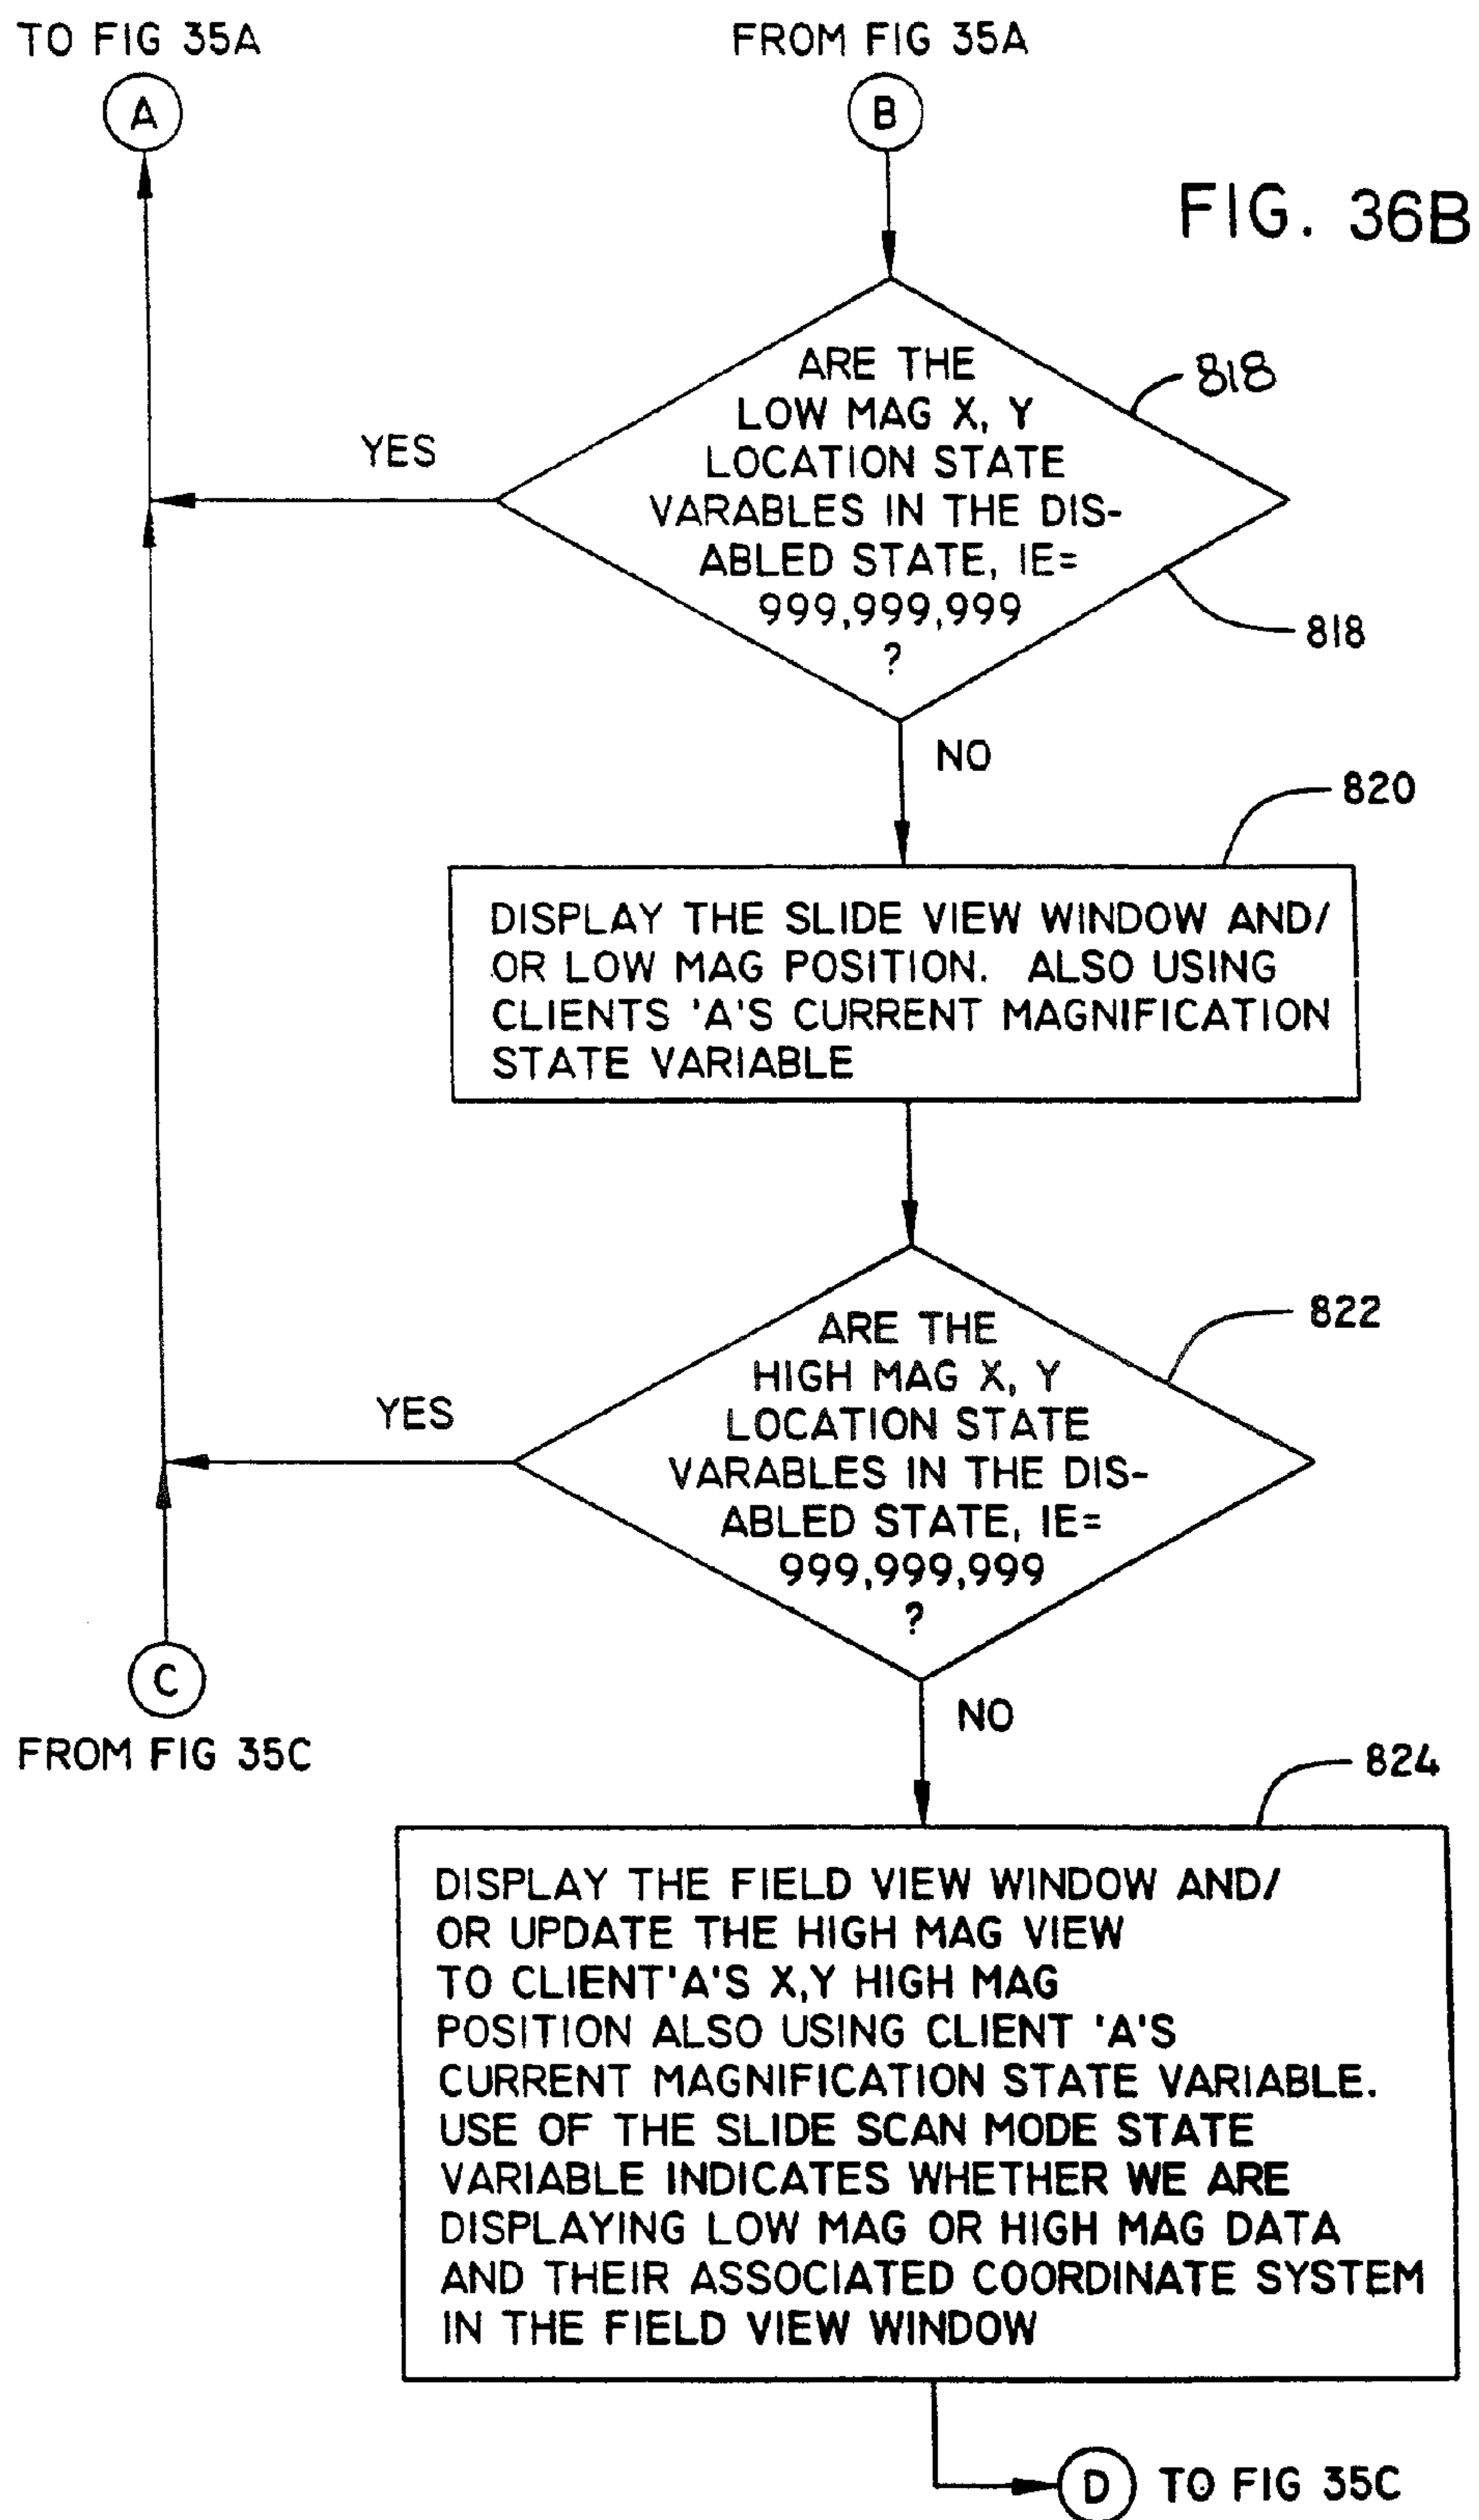 TO FIG 35A
FROM FIG 35A
A
B
FIG. 36B
ARE THE
LOW MAG X, Y
LOCATION STATE
VARABLES IN THE DIS-
ABLED STATE, IE=
999,999,999
?
818
818
YES
NO
820
DISPLAY THE SLIDE VIEW WINDOW AND/
OR LOW MAG POSITION. ALSO USING
CLIENTS 'A'S CURRENT MAGNIFICATION
STATE VARIABLE
ARE THE
HIGH MAG X, Y
LOCATION STATE
VARABLES IN THE DIS-
ABLED STATE, IE=
999,999,999
?
822
YES
C
FROM FIG 35C
NO
824
DISPLAY THE FIELD VIEW WINDOW AND/
OR UPDATE THE HIGH MAG VIEW
TO CLIENT'A'S X,Y HIGH MAG
POSITION ALSO USING CLIENT 'A'S
CURRENT MAGNIFICATION STATE VARIABLE.
USE OF THE SLIDE SCAN MODE STATE
VARIABLE INDICATES WHETHER WE ARE
DISPLAYING LOW MAG OR HIGH MAG DATA
AND THEIR ASSOCIATED COORDINATE SYSTEM
IN THE FIELD VIEW WINDOW
D TO FIG 35C